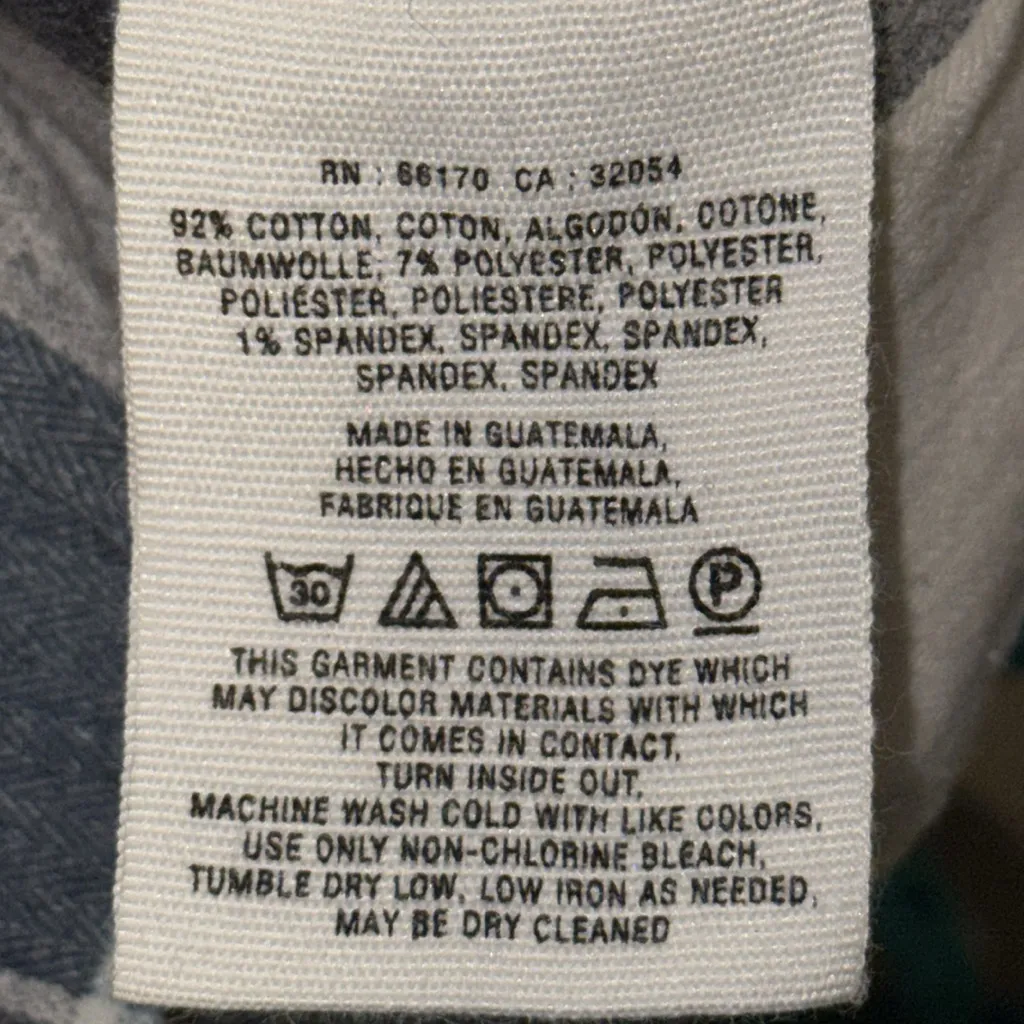 RN : 66170 CA : 32054
92% COTTON, COTON, ALGODÓN, COTONE,
BAUMWOLLE; 7% POLYESTER, POLYESTER,
POLIÉSTER, POLIESTERE, POLYESTER
1% SPANDEX, SPANDEX, SPANDEX,
SPANDEX, SPANDEX
MADE IN GUATEMALA,
HECHO EN GUATEMALA,
FABRIQUE EN GUATEMALA
30 P
THIS GARMENT CONTAINS DYE WHICH
MAY DISCOLOR MATERIALS WITH WHICH
IT COMES IN CONTACT,
TURN INSIDE OUT,
MACHINE WASH COLD WITH LIKE COLORS,
USE ONLY NON-CHLORINE BLEACH,
TUMBLE DRY LOW, LOW IRON AS NEEDED,
MAY BE DRY CLEANED